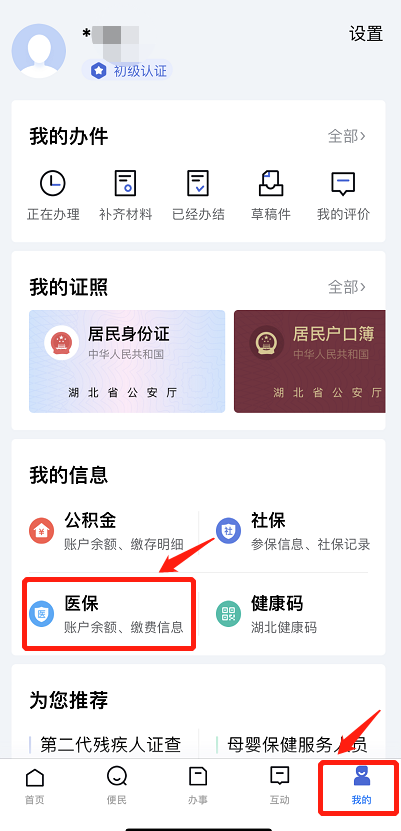 *
设置
初级认证
我的办件
全部>
正在办理
补齐材料
已经办结
草稿件
我的评价
我的证照
全部>
居民身份证
中华人民共和国
湖北省公安厅
居民户口簿
中华人民共和国
湖北省公安厅
我的信息
公积金
账户余额、缴存明细
社
社保
参保信息、社保记录
医
医保
账户余额、缴费信息
健康码
湖北健康码
为您推荐
第二代残疾人证查
母婴保健服务人员
首页
便民
办事
互动
我的